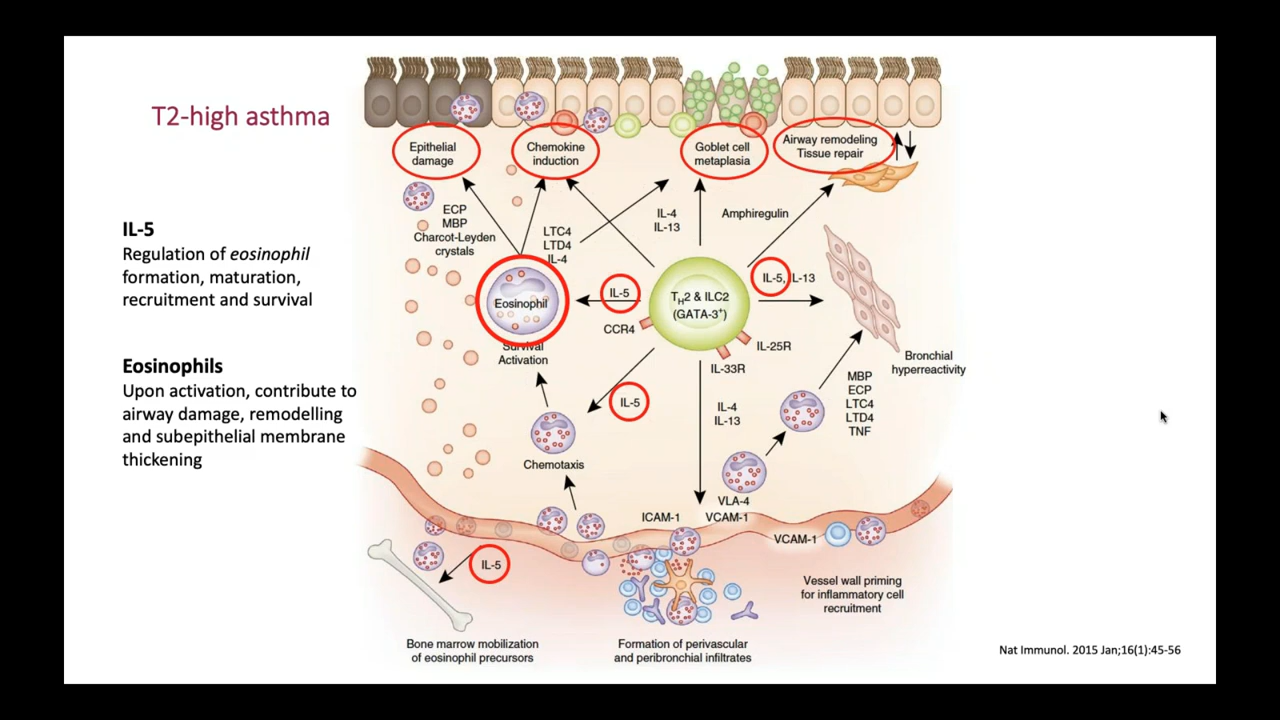 T2-high asthma
IL-5
Regulation of eosinophil
formation, maturation,
recruitment and survival
Eosinophils
Upon activation, contribute to
airway damage, remodelling
and subepithelial membrane
thickening
Epithelial
damage
Chemokine
induction
Goblet cell
metaplasia
Airway remodeling
Tissue repair
ECP
MBP
Charcot-Leyden
crystals
LTC4
LTD4
IL-4
IL-4
IL-13
Amphiregulin
Eosinophil
IL-5
TH2 & ILC2
(GATA-3+)
IL-5, IL-13
CCR4
IL-25R
IL-33R
Survival
Activation
Bronchial
hyperreactivity
IL-5
IL-4
IL-13
MBP
ECP
LTC4
LTD4
TNF
Chemotaxis
VLA-4
ICAM-1
VCAM-1
VCAM-1
IL-5
Vessel wall priming
for inflammatory cell
recruitment
Bone marrow mobilization
of eosinophil precursors
Formation of perivascular
and peribronchial infiltrates
Nat Immunol. 2015 Jan;16(1):45-56